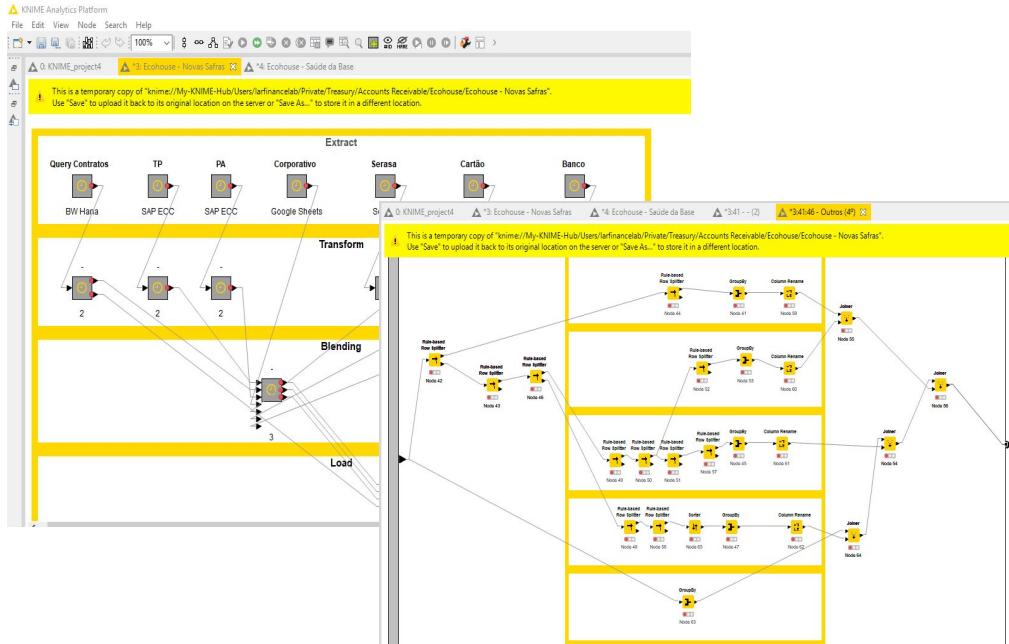 KNIME Analytics Platform
File Edit View Node Search Help
100%
0: KNIME_project4 *3: Ecohouse - Novas Safras *4: Ecohouse - Saúde da Base
This is a temporary copy of "knime://My-KNIME-Hub/Users/larfinancelab/Private/Treasury/Accounts Receivable/Ecohouse/Ecohouse - Novas Safras".
Use "Save" to upload it back to its original location on the server or "Save As..." to store it in a different location.
Extract
Query Contratos TP PA Corporativo Serasa Cartão Banco
BW Hana SAP ECC SAP ECC Google Sheets
Transform
- - -
2 2 2
Blending
-
3
Load
0: KNIME_project4 *3: Ecohouse - Novas Safras *4: Ecohouse - Saúde da Base *3:41 - - (2) *3:41:46 - Outros (4º)
This is a temporary copy of "knime://My-KNIME-Hub/Users/larfinancelab/Private/Treasury/Accounts Receivable/Ecohouse/Ecohouse - Novas Safras".
Use "Save" to upload it back to its original location on the server or "Save As..." to store it in a different location.
Rule-based
Row Splitter GroupBy Column Rename
Node 44 Node 41 Node 59
Joiner
Node 55
Rule-based
Row Splitter
Node 42
Rule-based
Row Splitter
Node 43
Rule-based
Row Splitter
Node 46
Rule-based
Row Splitter GroupBy Column Rename
Node 52 Node 53 Node 60
Joiner
Node 56
Rule-based Rule-based Rule-based Rule-based
Row Splitter Row Splitter Row Splitter Row Splitter GroupBy Column Rename
Node 49 Node 50 Node 51 Node 57 Node 45 Node 61
Joiner
Node 54
Rule-based Rule-based
Row Splitter Row Splitter Sorter GroupBy Column Rename
Node 47 Node 62
Joiner
Node 64
GroupBy
Node 63